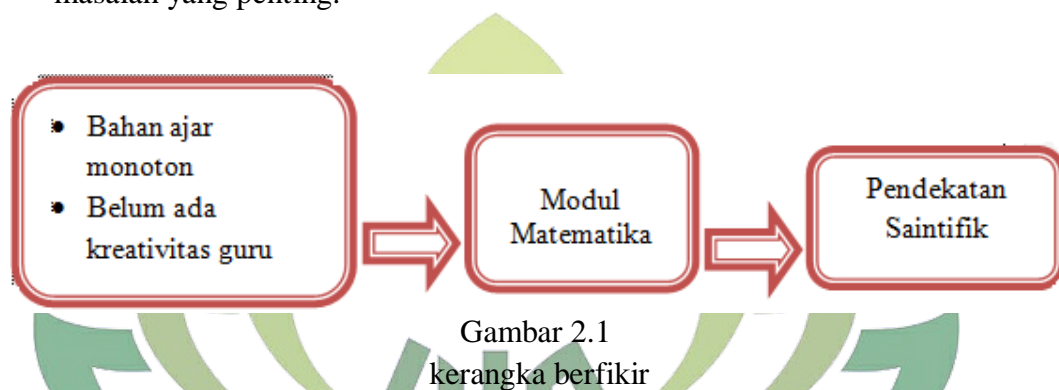 masalah yang penting.
• Bahan ajar
monoton
• Belum ada
kreativitas guru
Modul
Matematika
Pendekatan
Saintifik
Gambar 2.1
kerangka berfikir